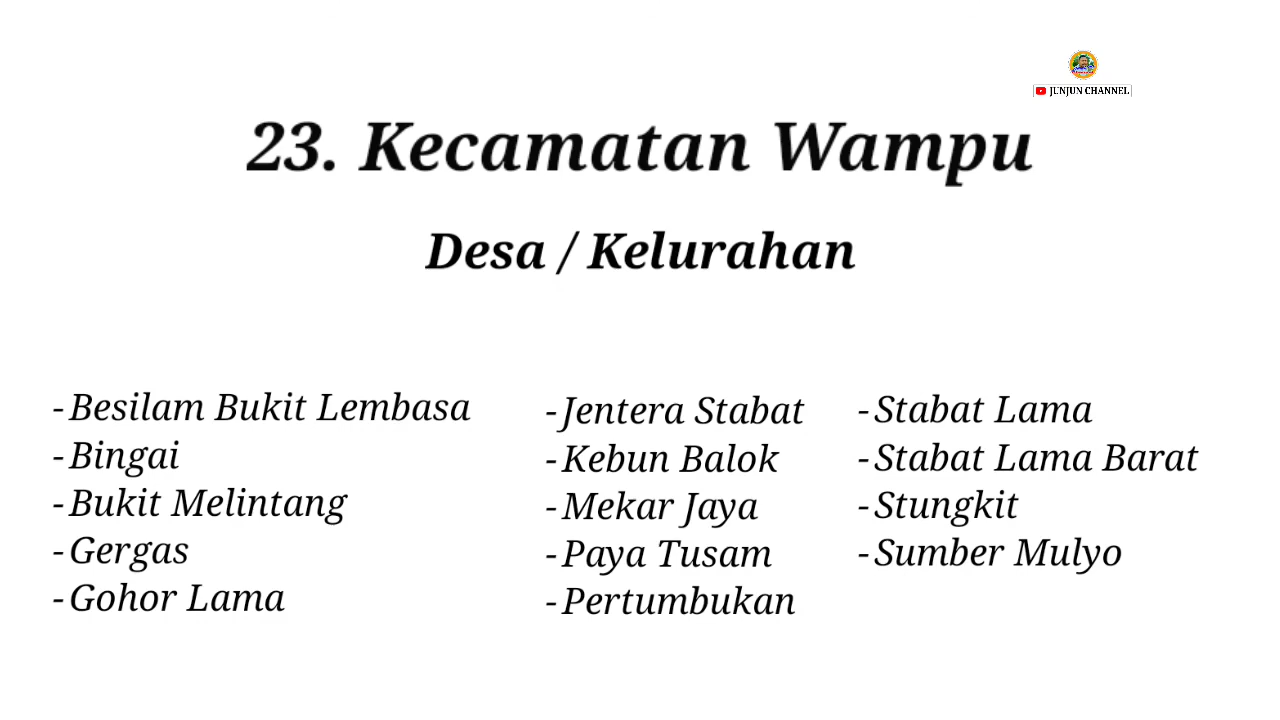 JUNJUN CHANNEL
23. Kecamatan Wampu
Desa / Kelurahan
- Besilam Bukit Lembasa
- Bingai
- Bukit Melintang
- Gergas
- Gohor Lama
- Jentera Stabat
- Kebun Balok
- Mekar Jaya
- Paya Tusam
- Pertumbukan
- Stabat Lama
- Stabat Lama Barat
- Stungkit
- Sumber Mulyo